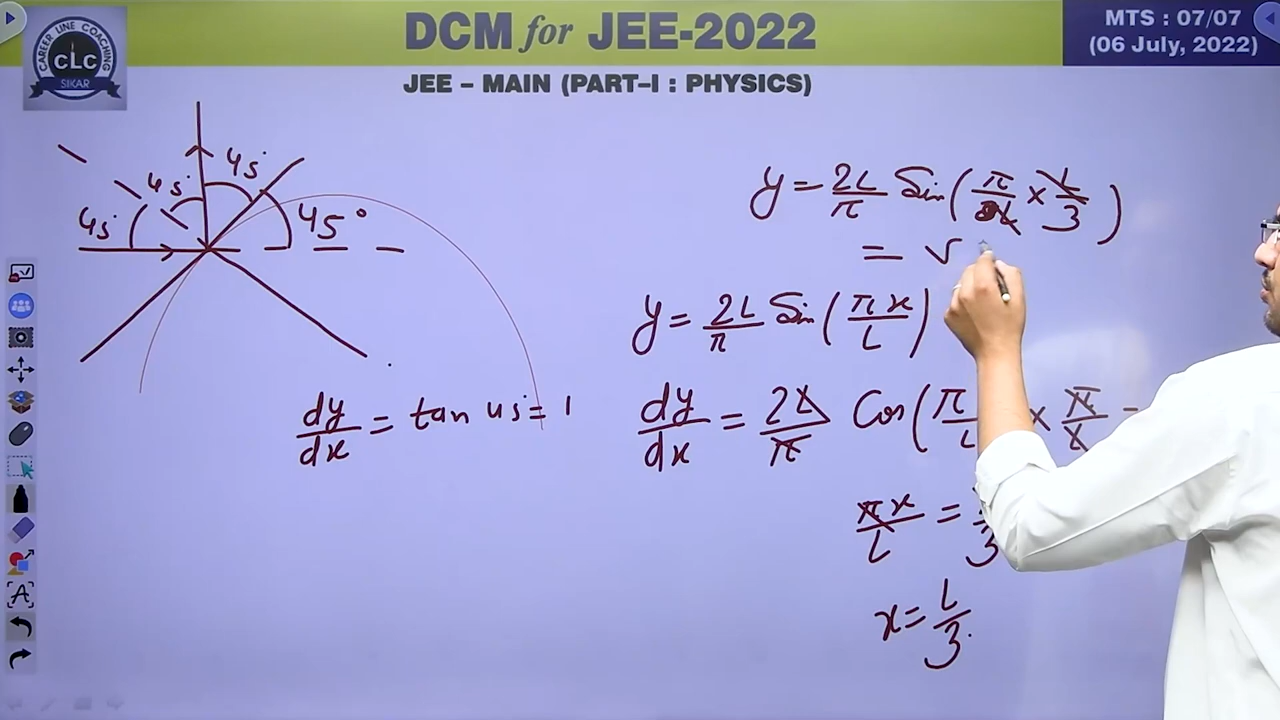 DCM for JEE-2022
MTS : 07/07
(06 July, 2022)
CAREER LINE COACHING
CLC
SIKAR
JEE – MAIN (PART–I : PHYSICS)
45°
45°
45°
45°
y = 2L/π Sin(π/L × L/3)
= √
y = 2L/π Sin(πx/L)
dy/dx = tan 45 = 1
dy/dx = 2L/π Cos(π /L × π/L =
πx/L = /3
x = L/3